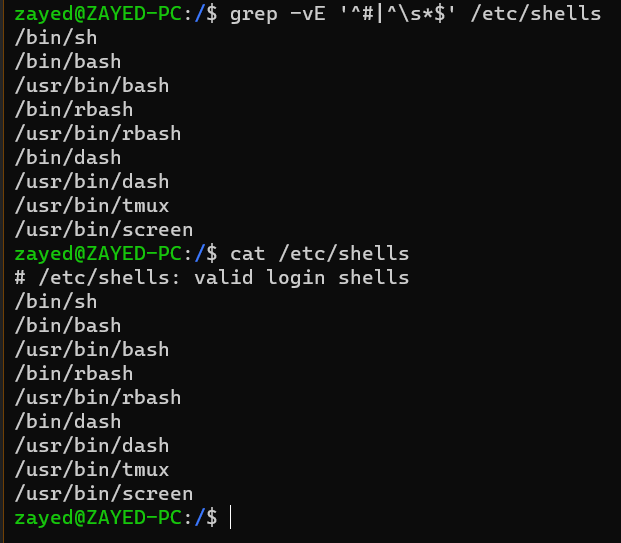 zayed@ZAYED-PC:/$ grep -vE '^#|^\s*$' /etc/shells
/bin/sh
/bin/bash
/usr/bin/bash
/bin/rbash
/usr/bin/rbash
/bin/dash
/usr/bin/dash
/usr/bin/tmux
/usr/bin/screen
zayed@ZAYED-PC:/$ cat /etc/shells
# /etc/shells: valid login shells
/bin/sh
/bin/bash
/usr/bin/bash
/bin/rbash
/usr/bin/rbash
/bin/dash
/usr/bin/dash
/usr/bin/tmux
/usr/bin/screen
zayed@ZAYED-PC:/$